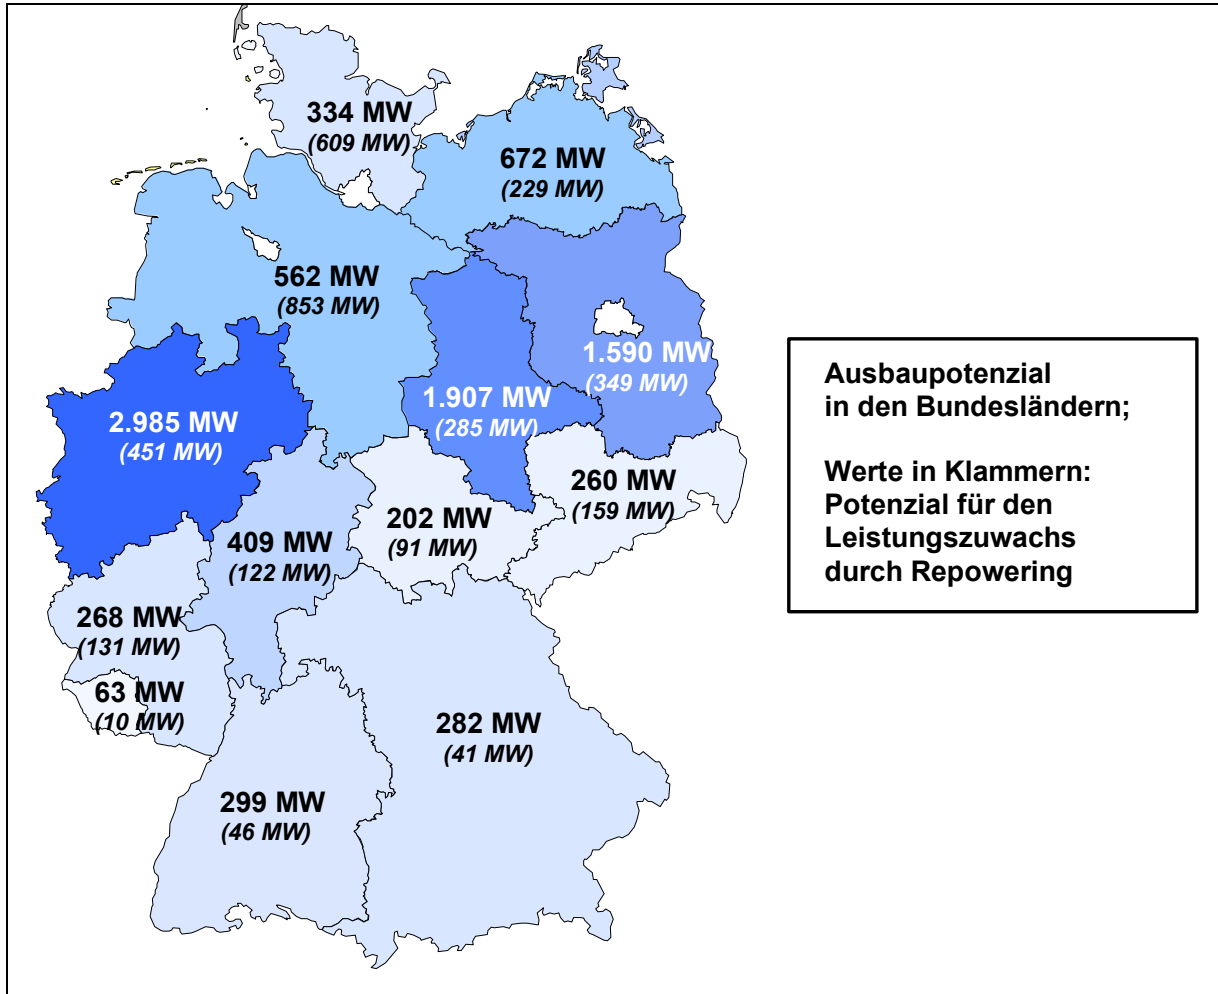 334 MW
(609 MW)
672 MW
(229 MW)
562 MW
(853 MW)
1.590 MW
(349 MW)
1.907 MW
(285 MW)
2.985 MW
(451 MW)
260 MW
(159 MW)
202 MW
(91 MW)
409 MW
(122 MW)
268 MW
(131 MW)
63 MW
(10 MW)
282 MW
(41 MW)
299 MW
(46 MW)
Ausbaupotenzial
in den Bundesländern;
Werte in Klammern:
Potenzial für den
Leistungszuwachs
durch Repowering